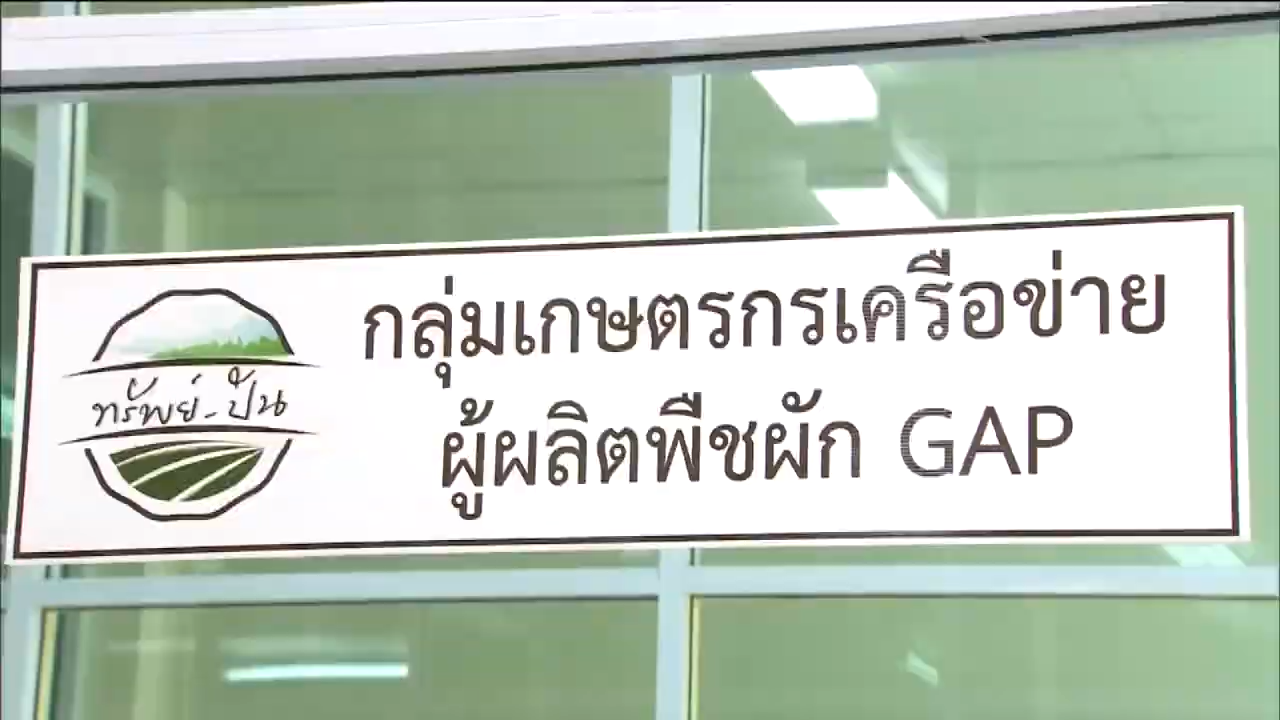 กลุ่มเกษตรกรเครือข่าย
ผู้ผลิตพืชผัก GAP
ทรัพย์-ปัน